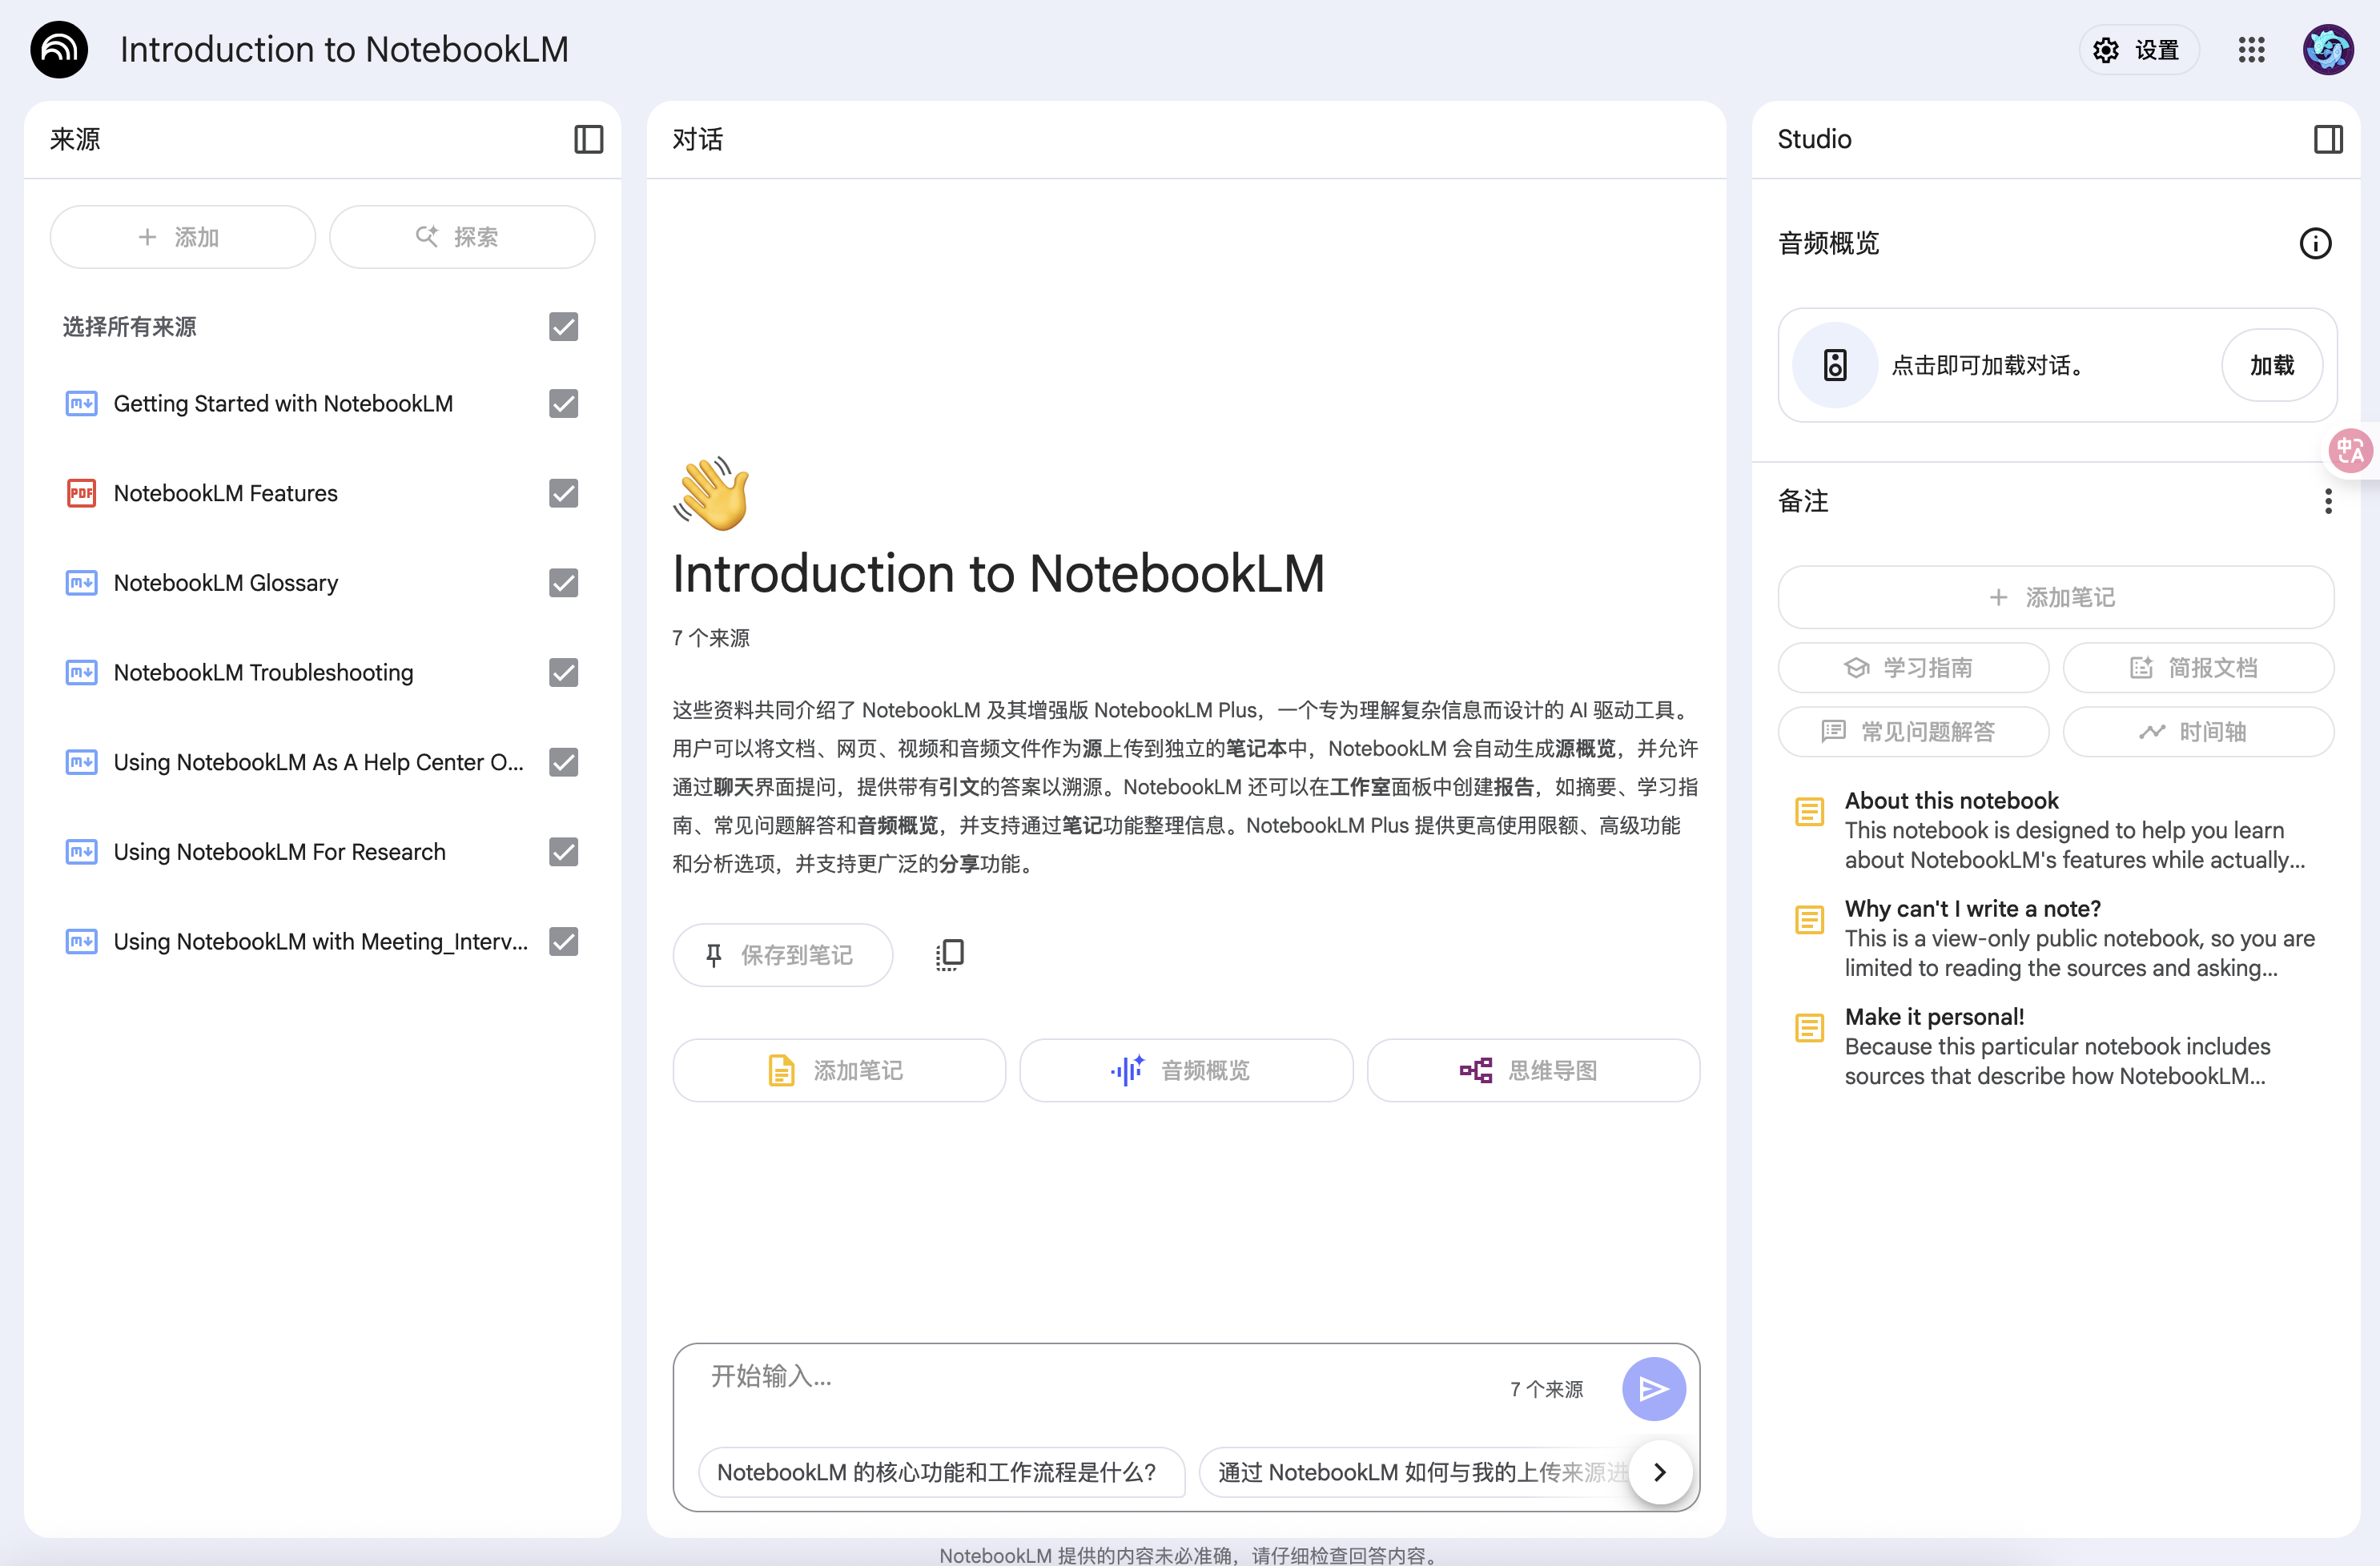 Introduction to NotebookLM
设置
来源
添加
探索
选择所有来源
Getting Started with NotebookLM
PDF
NotebookLM Features
NotebookLM Glossary
NotebookLM Troubleshooting
Using NotebookLM As A Help Center O...
Using NotebookLM For Research
Using NotebookLM with Meeting_Interv...
对话
Introduction to NotebookLM
7 个来源
这些资料共同介绍了 NotebookLM 及其增强版 NotebookLM Plus，一个专为理解复杂信息而设计的 AI 驱动工具。
用户可以将文档、网页、视频和音频文件作为源上传到独立的笔记本中，NotebookLM 会自动生成源概览，并允许
通过聊天界面提问，提供带有引文的答案以溯源。NotebookLM 还可以在工作室面板中创建报告，如摘要、学习指
南、常见问题解答和音频概览，并支持通过笔记功能整理信息。NotebookLM Plus 提供更高使用限额、高级功能
和分析选项，并支持更广泛的分享功能。
保存到笔记
添加笔记
音频概览
思维导图
开始输入...
7 个来源
NotebookLM 的核心功能和工作流程是什么?
通过 NotebookLM 如何与我的上传来源进
NotebookLM 提供的内容未必准确，请仔细检查回答内容。
Studio
音频概览
点击即可加载对话。
加载
中A
备注
添加笔记
学习指南
简报文档
常见问题解答
时间轴
About this notebook
This notebook is designed to help you learn
about NotebookLM's features while actually...
Why can't I write a note?
This is a view-only public notebook, so you are
limited to reading the sources and asking...
Make it personal!
Because this particular notebook includes
sources that describe how NotebookLM...